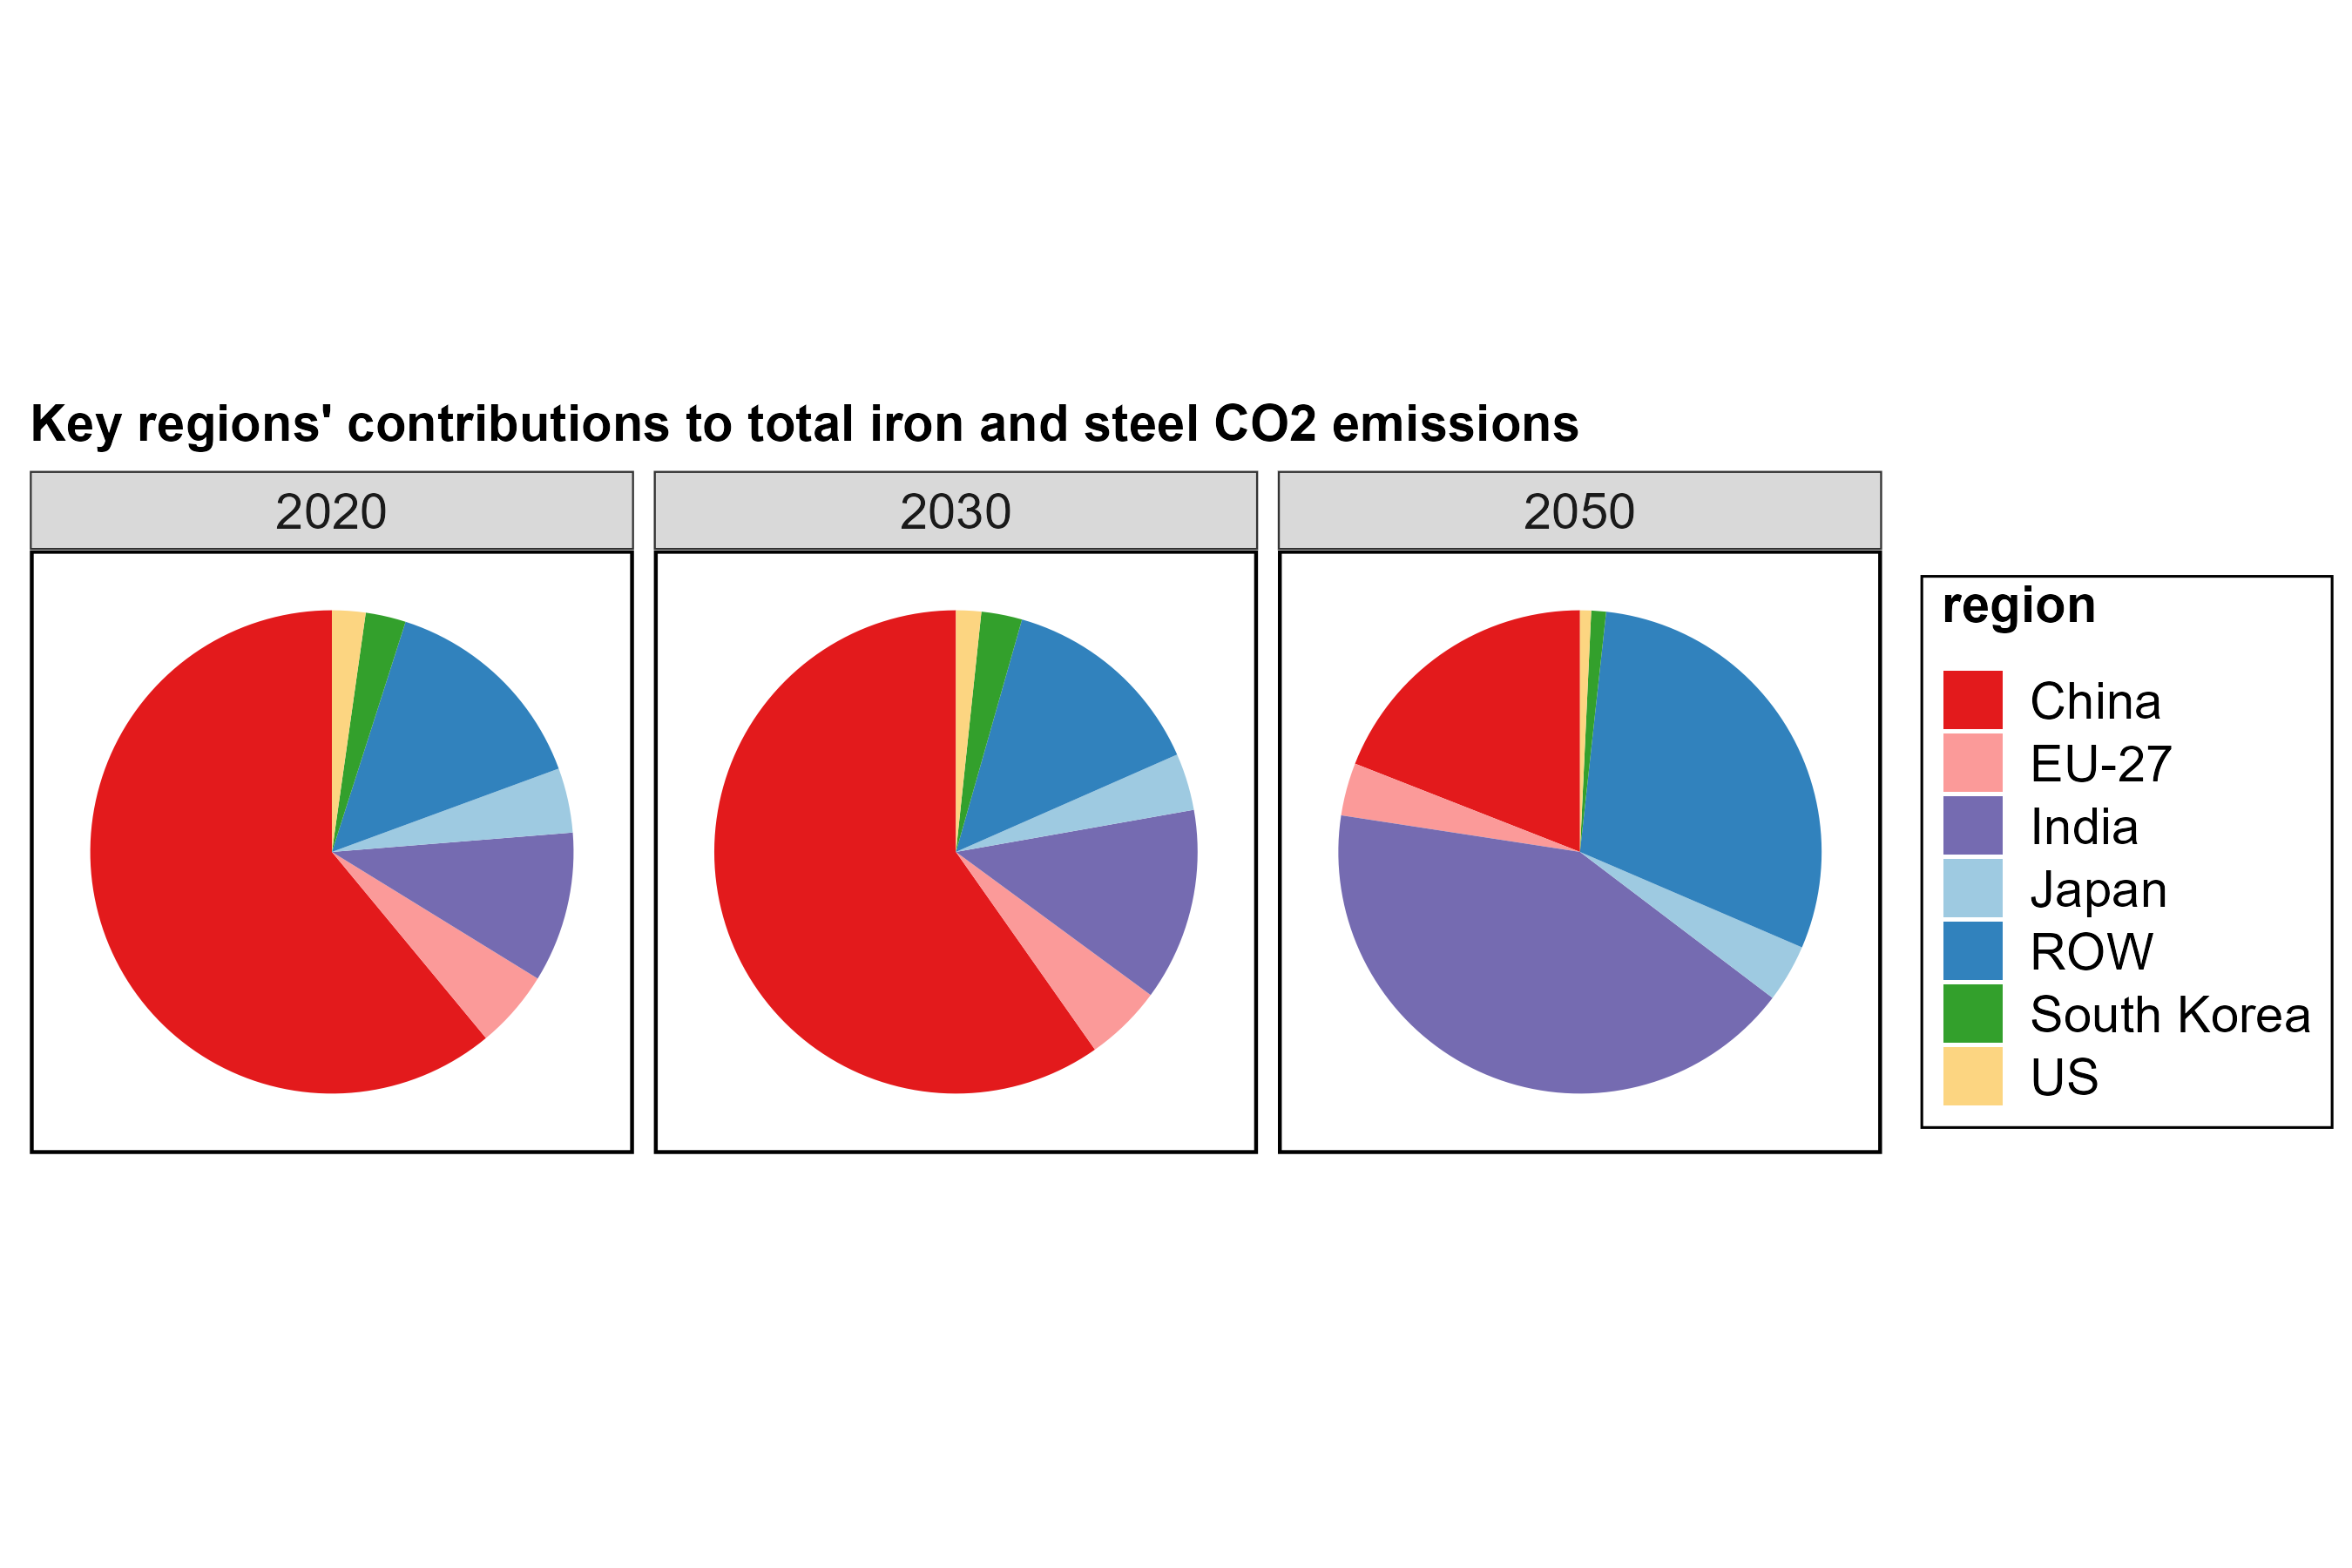 Key regions' contributions to total iron and steel CO2 emissions
2020
2030
2050
region
China
EU-27
India
Japan
ROW
South Korea
US